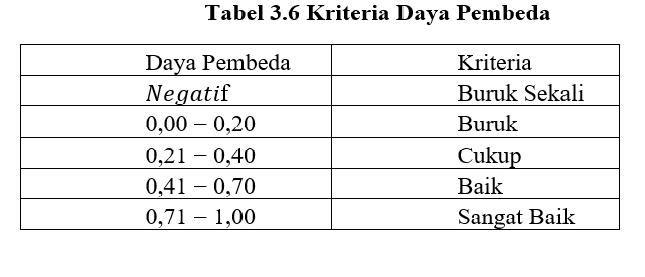 Tabel 3.6 Kriteria Daya Pembeda
Daya Pembeda Kriteria
Negatif Buruk Sekali
0,00 − 0,20 Buruk
0,21 − 0,40 Cukup
0,41 − 0,70 Baik
0,71 − 1,00 Sangat Baik